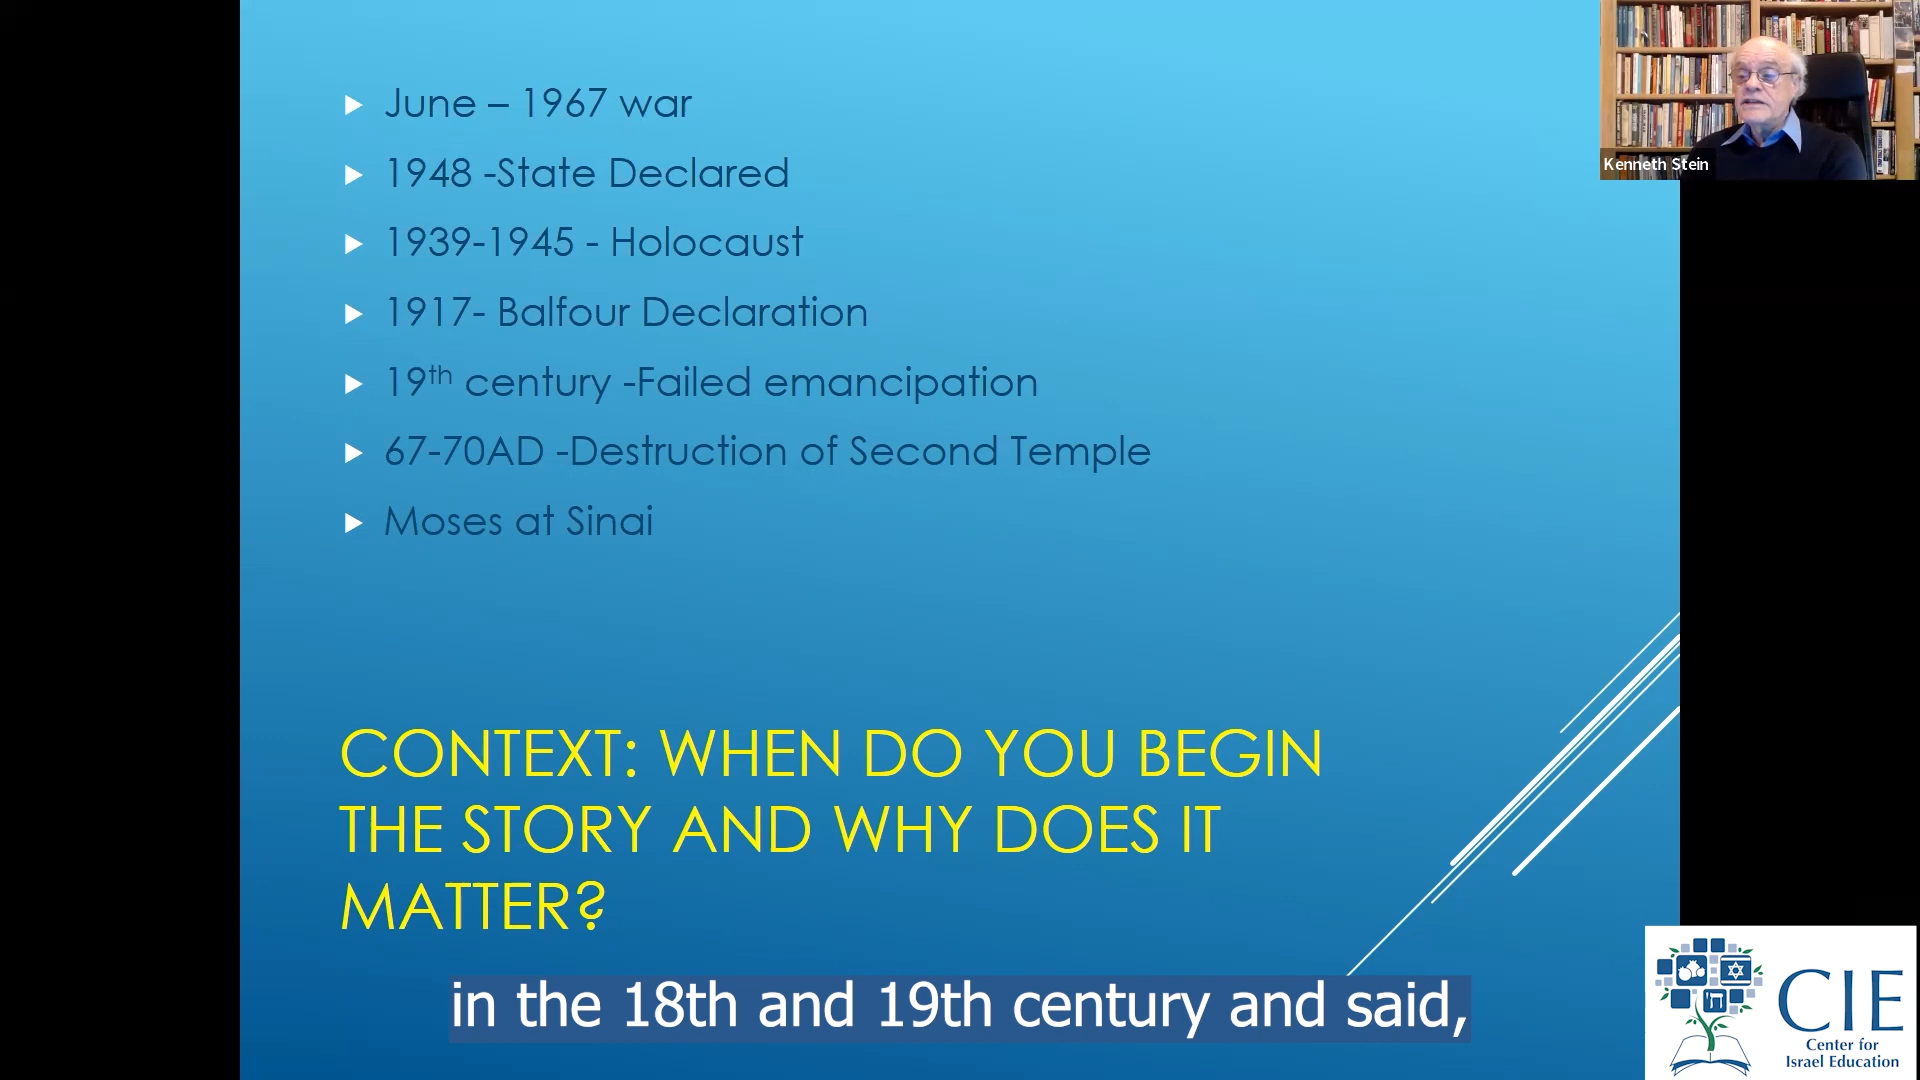 June – 1967 war
1948 -State Declared
1939-1945 - Holocaust
1917- Balfour Declaration
19th century -Failed emancipation
67-70AD -Destruction of Second Temple
Moses at Sinai
CONTEXT: WHEN DO YOU BEGIN
THE STORY AND WHY DOES IT
MATTER?
in the 18th and 19th century and said,
Kenneth Stein
CIE
Center for
Israel Education